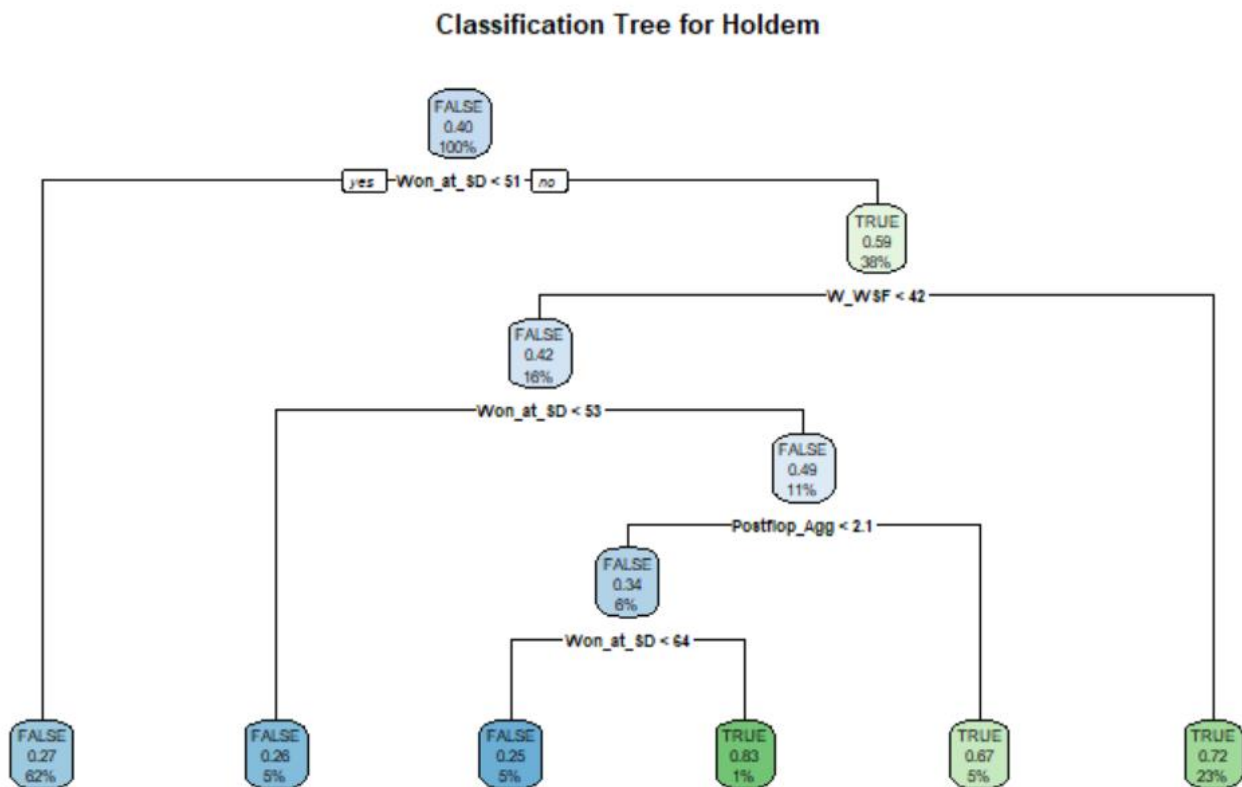 Classification Tree for Holdem
FALSE
0.40
100%
yes Won_at_SD < 51 no
TRUE
0.59
38%
W_WSF < 42
FALSE
0.42
16%
Won_at_SD < 53
FALSE
0.49
11%
Postflop_Agg < 2.1
FALSE
0.34
6%
Won_at_SD < 64
FALSE
0.27
62%
FALSE
0.26
5%
FALSE
0.25
5%
TRUE
0.83
1%
TRUE
0.67
5%
TRUE
0.72
23%